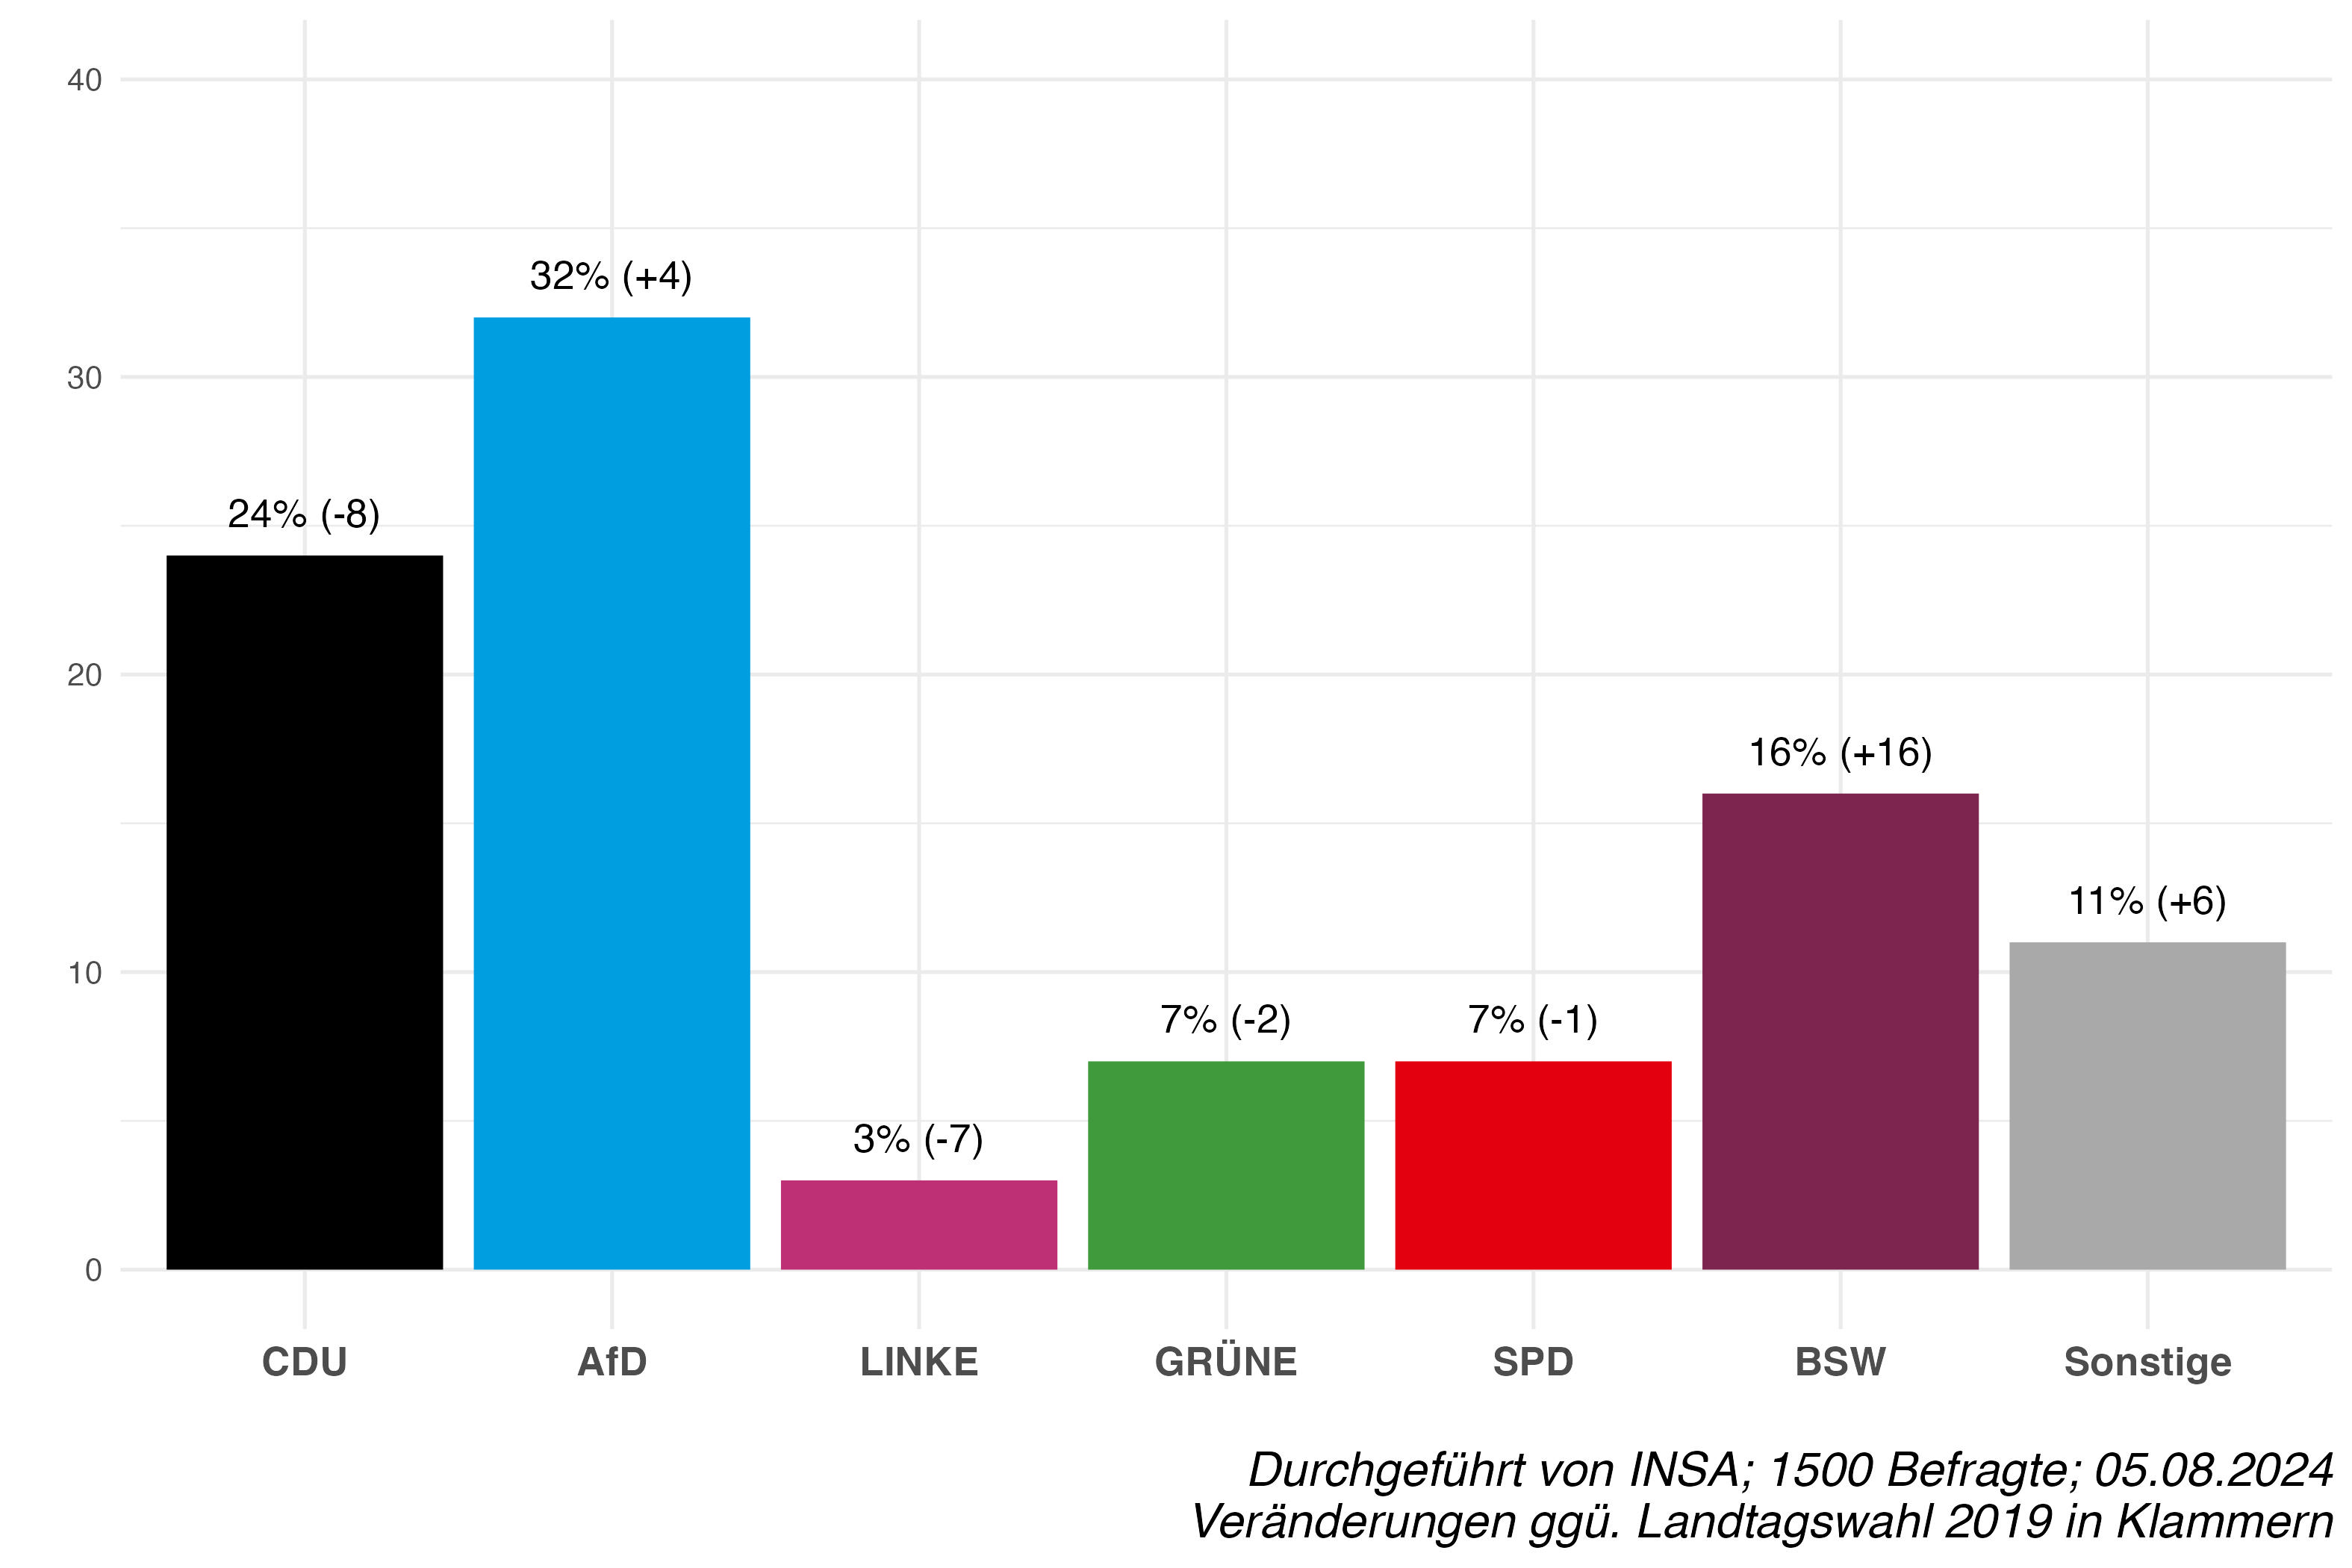 40
30
20
10
0
24% (-8)
32% (+4)
3% (-7)
7% (-2)
7% (-1)
16% (+16)
11% (+6)
CDU
AfD
LINKE
GRÜNE
SPD
BSW
Sonstige
Durchgeführt von INSA; 1500 Befragte; 05.08.2024
Veränderungen ggü. Landtagswahl 2019 in Klammern